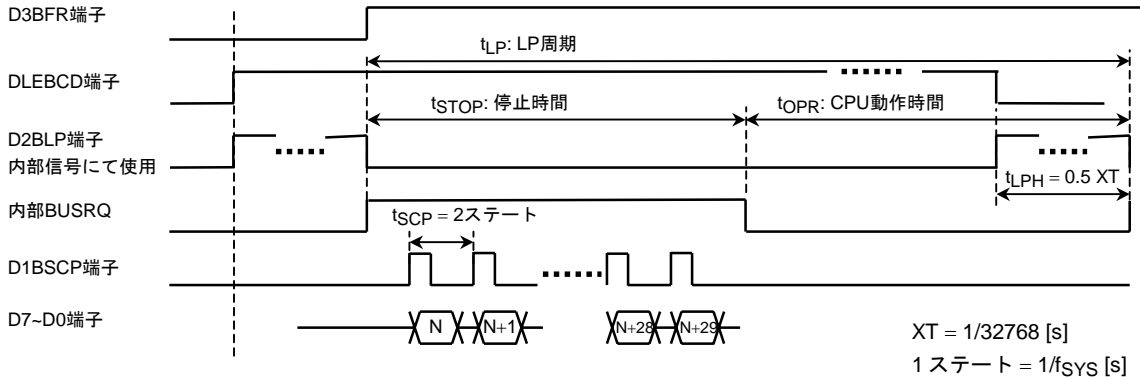 D3BFR端子
tLP: LP周期
DLEBCD端子
tSTOP: 停止時間
tOPR: CPU動作時間
D2BLP端子
内部信号にて使用
tLPH = 0.5 XT
内部BUSRQ
tSCP = 2ステート
D1BSCP端子
D7~D0端子
N
N+1
N+28
N+29
XT = 1/32768 [s]
1 ステート = 1/fSYS [s]